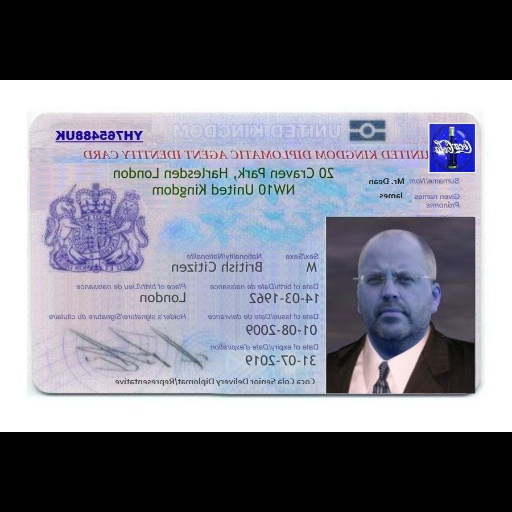 UNITED KINGDOM
YH765488UK
Coca-Cola
UNITED KINGDOM DIPLOMATIC AGENT IDENTITY CARD
20 Craven Park, Harlesden London
NW10 United Kingdom
Surname/Nom.
Mr. Dean
Given names
James
Prénoms
Sex/Sexe
Nationality/Nationalité
M
British Citizen
Date of birth/Date de naissance
Place of birth/Lieu de naissance
14-03-1962
London
Date of issue/Date de delivrance
Holder's signature/Signature du titulaire
01-08-2009
Date of expiry/Date d'expiration
31-07-2019
Coca Cola Senior Delivery Diplomat/Representative